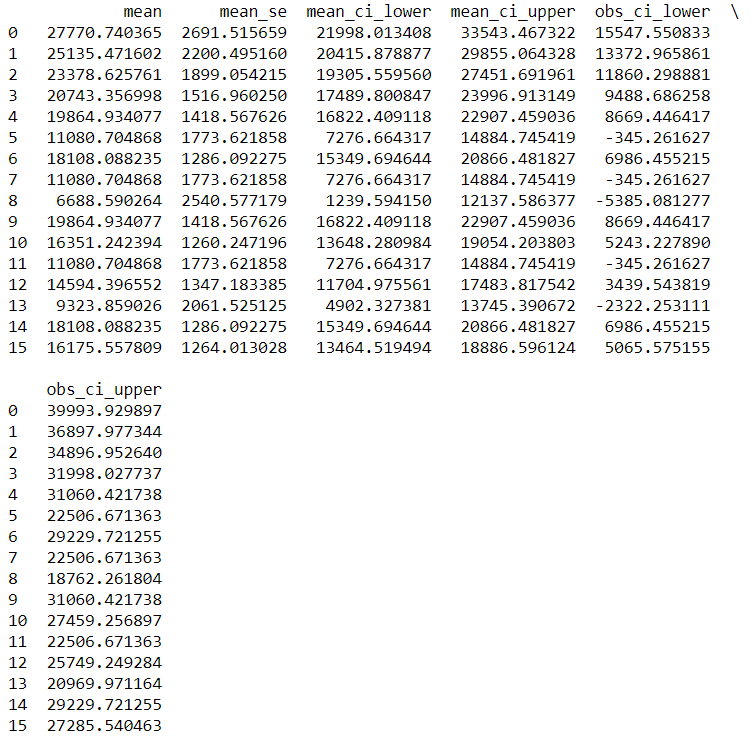 mean mean_se mean_ci_lower mean_ci_upper obs_ci_lower \
0 27770.740365 2691.515659 21998.013408 33543.467322 15547.550833
1 25135.471602 2200.495160 20415.878877 29855.064328 13372.965861
2 23378.625761 1899.054215 19305.559560 27451.691961 11860.298881
3 20743.356998 1516.960250 17489.800847 23996.913149 9488.686258
4 19864.934077 1418.567626 16822.409118 22907.459036 8669.446417
5 11080.704868 1773.621858 7276.664317 14884.745419 -345.261627
6 18108.088235 1286.092275 15349.694644 20866.481827 6986.455215
7 11080.704868 1773.621858 7276.664317 14884.745419 -345.261627
8 6688.590264 2540.577179 1239.594150 12137.586377 -5385.081277
9 19864.934077 1418.567626 16822.409118 22907.459036 8669.446417
10 16351.242394 1260.247196 13648.280984 19054.203803 5243.227890
11 11080.704868 1773.621858 7276.664317 14884.745419 -345.261627
12 14594.396552 1347.183385 11704.975561 17483.817542 3439.543819
13 9323.859026 2061.525125 4902.327381 13745.390672 -2322.253111
14 18108.088235 1286.092275 15349.694644 20866.481827 6986.455215
15 16175.557809 1264.013028 13464.519494 18886.596124 5065.575155
obs_ci_upper
0 39993.929897
1 36897.977344
2 34896.952640
3 31998.027737
4 31060.421738
5 22506.671363
6 29229.721255
7 22506.671363
8 18762.261804
9 31060.421738
10 27459.256897
11 22506.671363
12 25749.249284
13 20969.971164
14 29229.721255
15 27285.540463